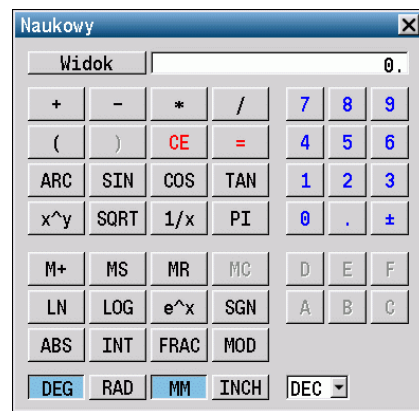 Naukowy
Widok 0.
+ - * / 7 8 9
( ) CE = 4 5 6
ARC SIN COS TAN 1 2 3
x^y SQRT 1/x PI 0 . ±
M+ MS MR MC D E F
LN LOG e^x SGN A B C
ABS INT FRAC MOD
DEG RAD MM INCH DEC